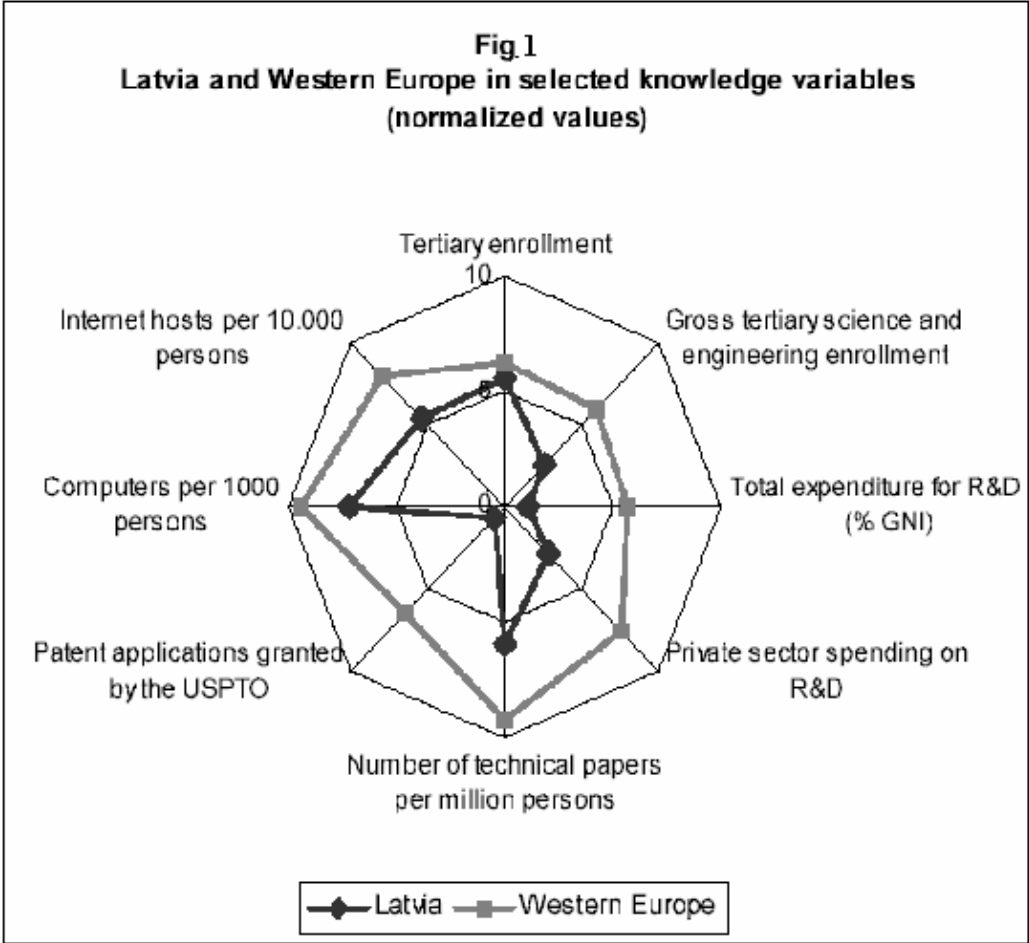 Fig.1
Latvia and Western Europe in selected knowledge variables
(normalized values)
Tertiary enrollment
10
Internet hosts per 10.000
persons
Gross tertiary science and
engineering enrollment
5
Computers per 1000
persons
0
Total expenditure for R&D
(% GNI)
Patent applications granted
by the USPTO
Private sector spending on
R&D
Number of technical papers
per million persons
Latvia
Western Europe